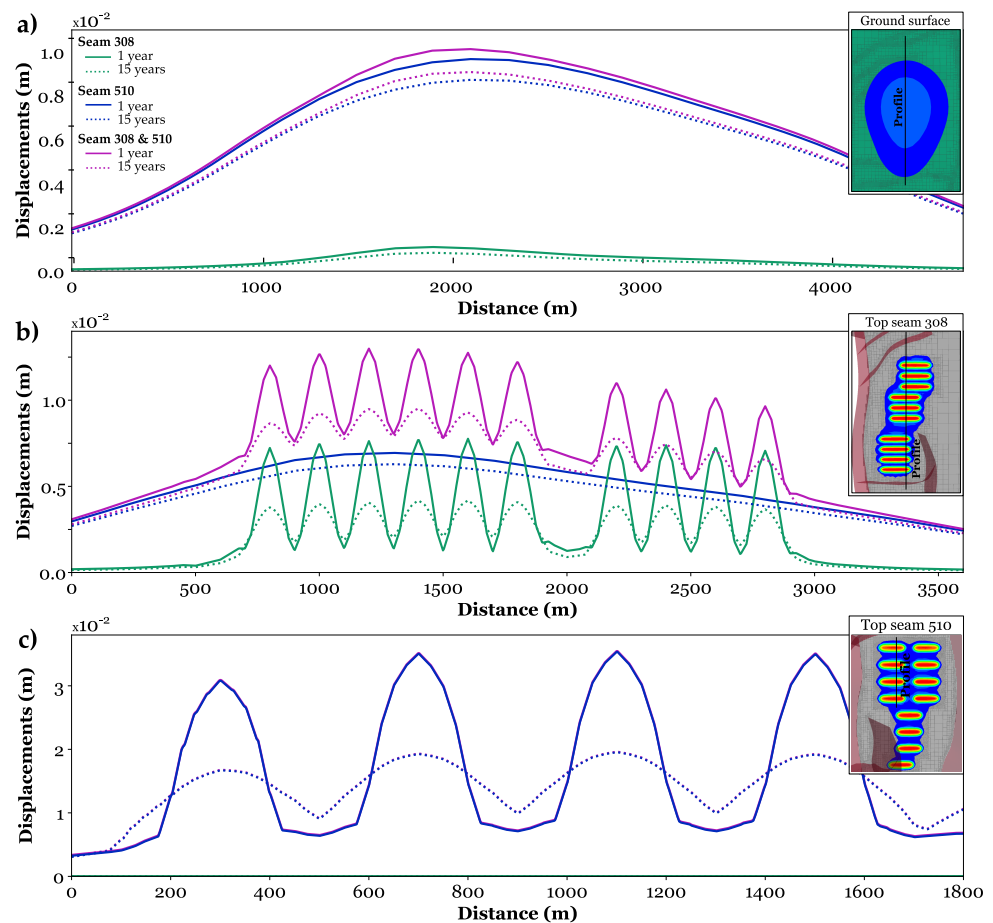 a)
x10⁻²
Displacements (m)
1.0
0.8
0.6
0.4
0.2
0.0
Seam 308
1 year
15 years
Seam 510
1 year
15 years
Seam 308 & 510
1 year
15 years
Ground surface
Profile
0
1000
2000
3000
4000
Distance (m)
b)
x10⁻²
Displacements (m)
1.0
0.5
0.0
Top seam 308
Profile
0
500
1000
1500
2000
2500
3000
3500
Distance (m)
c)
x10⁻²
Displacements (m)
3
2
1
0
Top seam 510
Profile
0
200
400
600
800
1000
1200
1400
1600
1800
Distance (m)